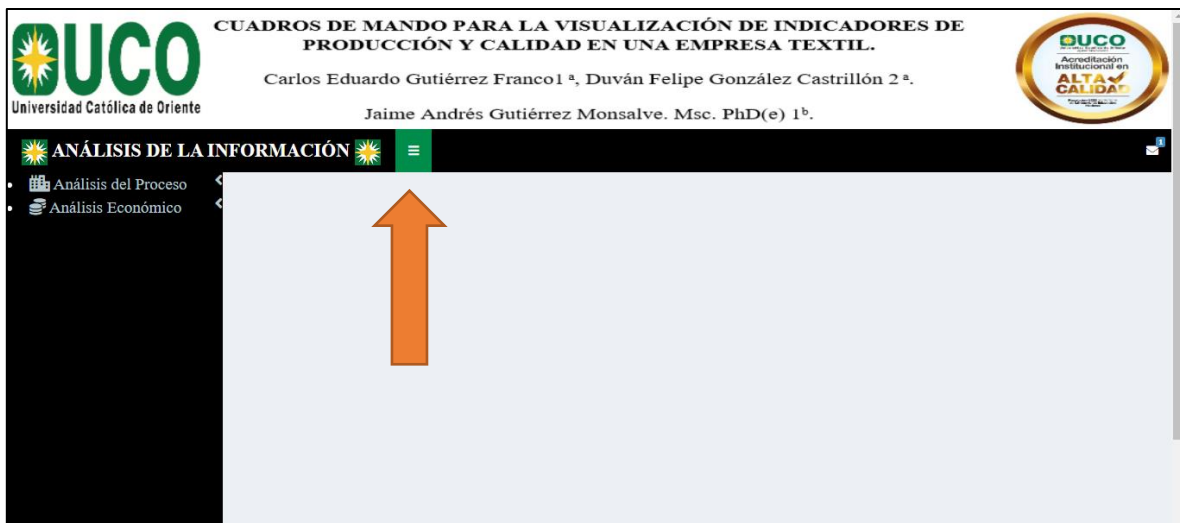 UCO
Universidad Católica de Oriente
CUADROS DE MANDO PARA LA VISUALIZACIÓN DE INDICADORES DE
PRODUCCIÓN Y CALIDAD EN UNA EMPRESA TEXTIL.
Carlos Eduardo Gutiérrez Franco1 ª, Duván Felipe González Castrillón 2 ª.
Jaime Andrés Gutiérrez Monsalve. Msc. PhD(e) 1ᵇ.
UCO
Acreditación
Institucional en
ALTA
CALIDAD
ANÁLISIS DE LA INFORMACIÓN
1
Análisis del Proceso
Análisis Económico